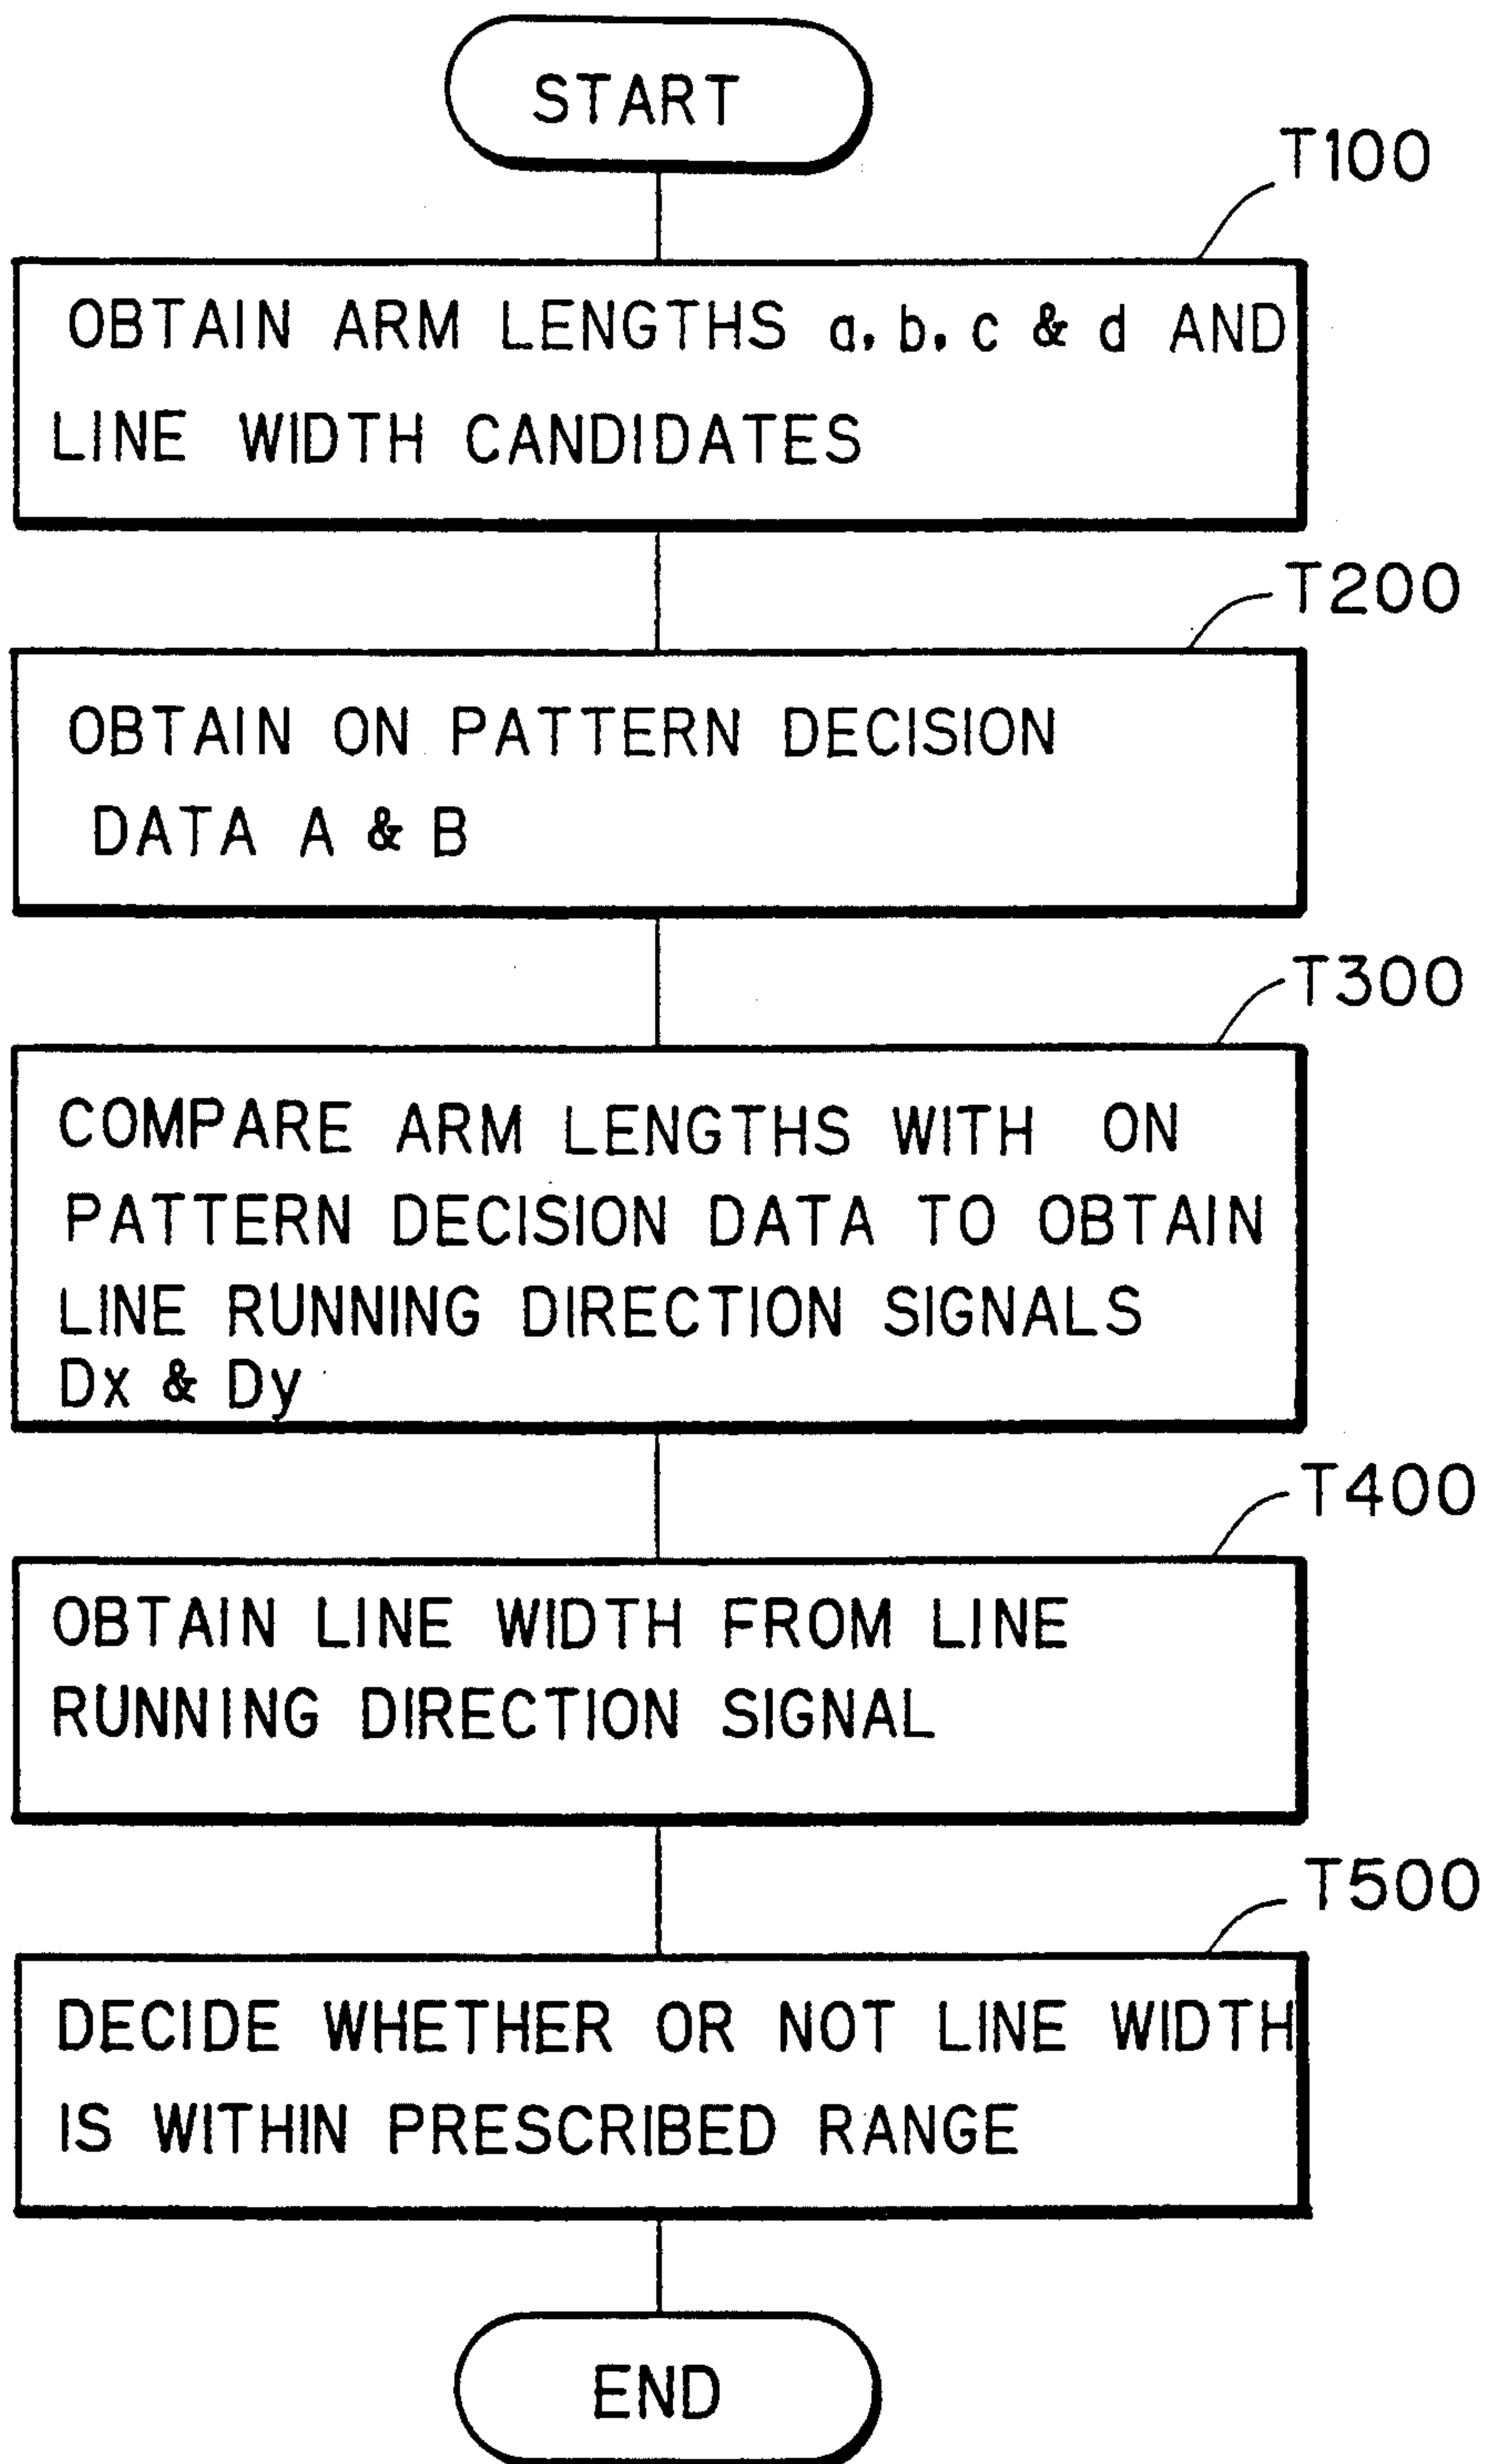 START
T100
OBTAIN ARM LENGTHS a, b, c & d AND
LINE WIDTH CANDIDATES
T200
OBTAIN ON PATTERN DECISION
DATA A & B
T300
COMPARE ARM LENGTHS WITH ON
PATTERN DECISION DATA TO OBTAIN
LINE RUNNING DIRECTION SIGNALS
Dx & Dy
T400
OBTAIN LINE WIDTH FROM LINE
RUNNING DIRECTION SIGNAL
T500
DECIDE WHETHER OR NOT LINE WIDTH
IS WITHIN PRESCRIBED RANGE
END